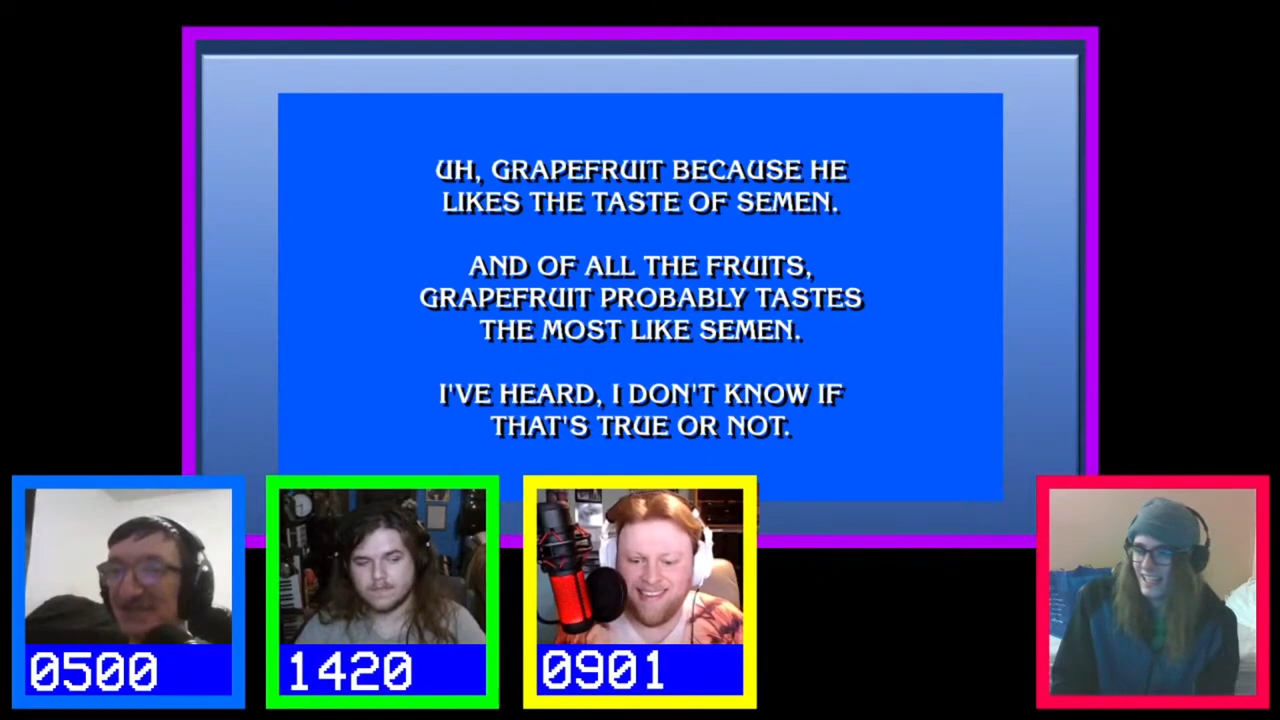 UH, GRAPEFRUIT BECAUSE HE
LIKES THE TASTE OF SEMEN.
AND OF ALL THE FRUITS,
GRAPEFRUIT PROBABLY TASTES
THE MOST LIKE SEMEN.
I'VE HEARD, I DON'T KNOW IF
THAT'S TRUE OR NOT.
0500
1420
0901